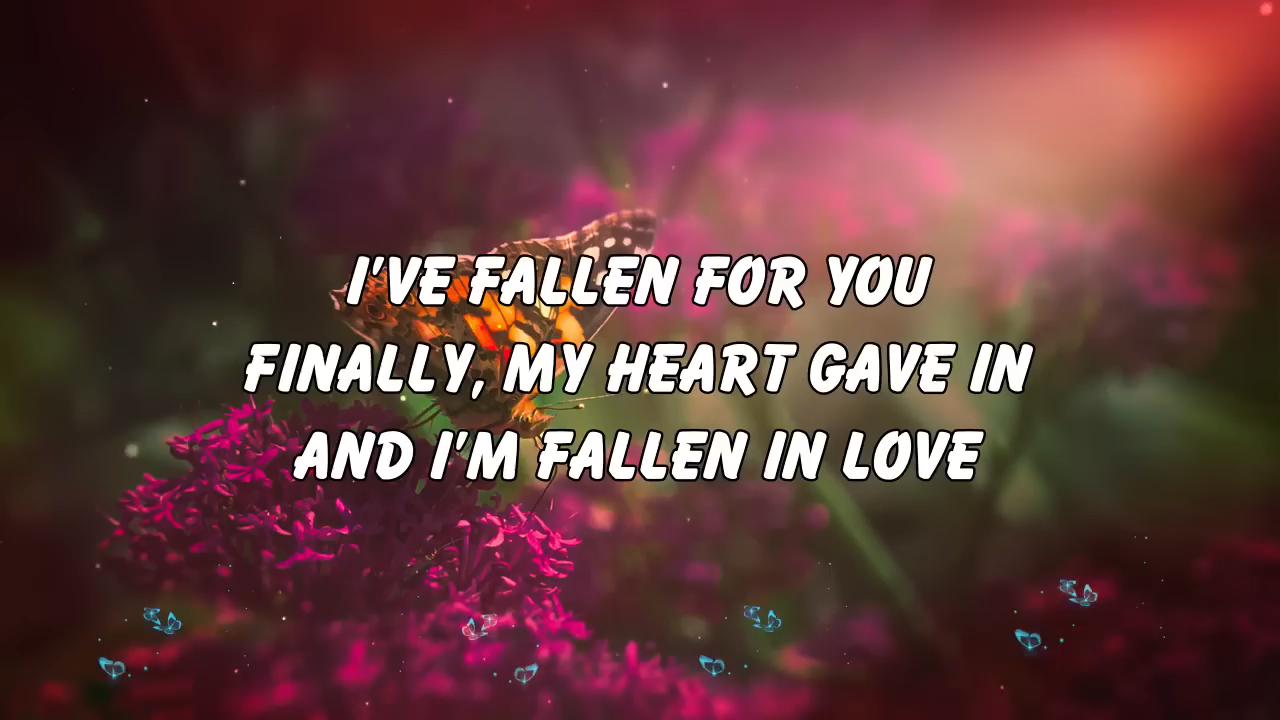 I'VE FALLEN FOR YOU
FINALLY, MY HEART GAVE IN
AND I'M FALLEN IN LOVE